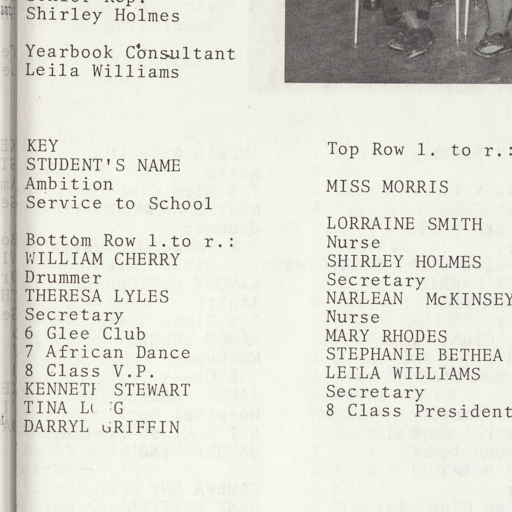 Shirley Holmes
Yearbook Consultant
Leila Williams
KEY
STUDENT'S NAME
Ambition
Service to School
Bottom Row l.to r.:
WILLIAM CHERRY
Drummer
THERESA LYLES
Secretary
6 Glee Club
7 African Dance
8 Class V.P.
KENNETH STEWART
TINA
DARRYL GRIFFIN
Top Row l. to r.:
MISS MORRIS
LORRAINE SMITH
Nurse
SHIRLEY HOLMES
Secretary
NARLEAN McKINSEY
Nurse
MARY RHODES
STEPHANIE BETHEA
LEILA WILLIAMS
Secretary
8 Class President